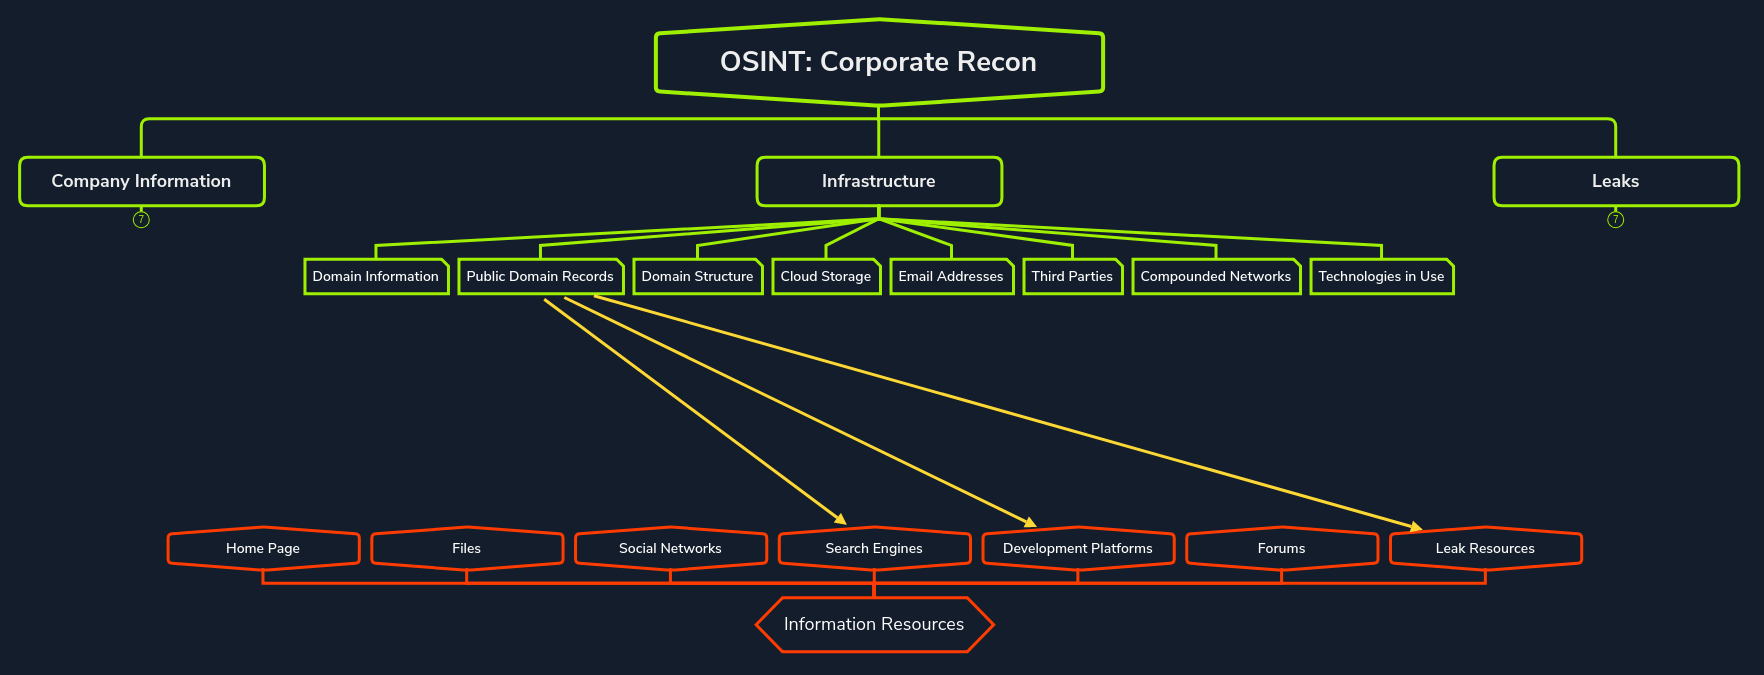 OSINT: Corporate Recon
Company Information
Infrastructure
Leaks
7
7
Domain Information
Public Domain Records
Domain Structure
Cloud Storage
Email Addresses
Third Parties
Compounded Networks
Technologies in Use
Home Page
Files
Social Networks
Search Engines
Development Platforms
Forums
Leak Resources
Information Resources